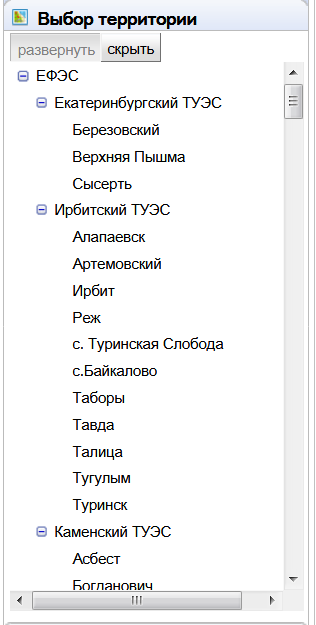 Выбор территории
развернуть скрыть
ЕФЭС
Екатеринбургский ТУЭС
Березовский
Верхняя Пышма
Сысерть
Ирбитский ТУЭС
Алапаевск
Артемовский
Ирбит
Реж
с. Туринская Слобода
с.Байкалово
Таборы
Тавда
Талица
Тугулым
Туринск
Каменский ТУЭС
Асбест
Богданович